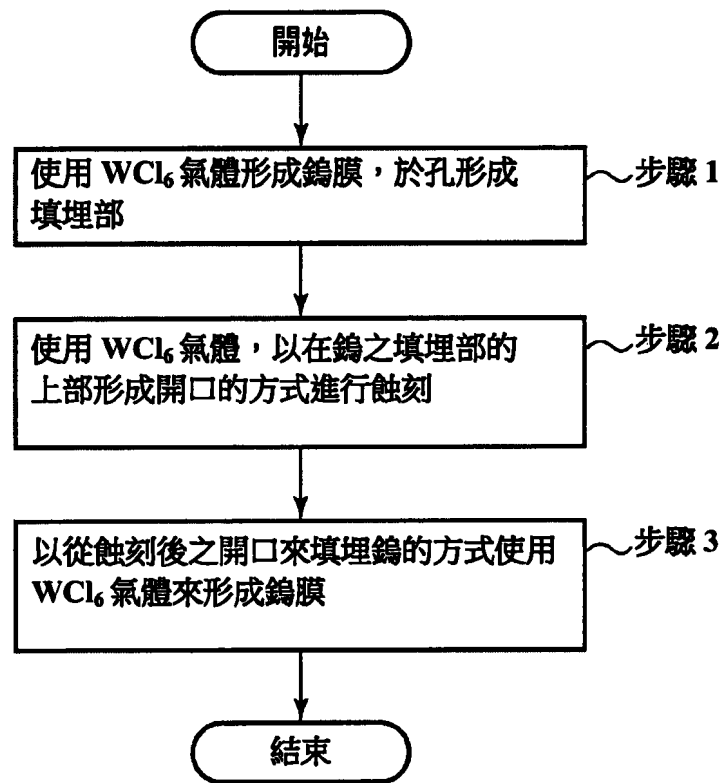 開始
使用 WCl₆ 氣體形成鎢膜,於孔形成
填埋部
步驟 1
使用 WCl₆ 氣體,以在鎢之填埋部的
上部形成開口的方式進行蝕刻
步驟 2
以從蝕刻後之開口來填埋鎢的方式使用
WCl₆ 氣體來形成鎢膜
步驟 3
結束